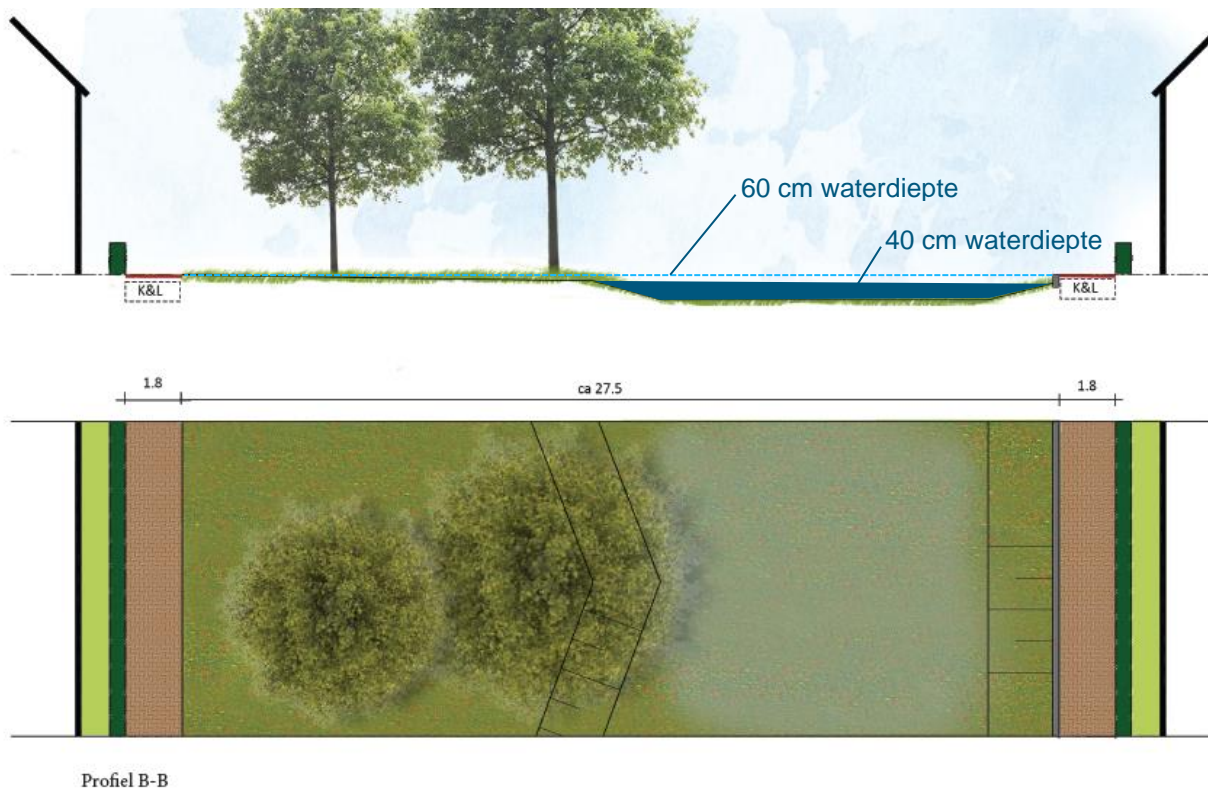 60 cm waterdiepte
40 cm waterdiepte
K&L
K&L
1.8
ca 27.5
1.8
Profiel B-B